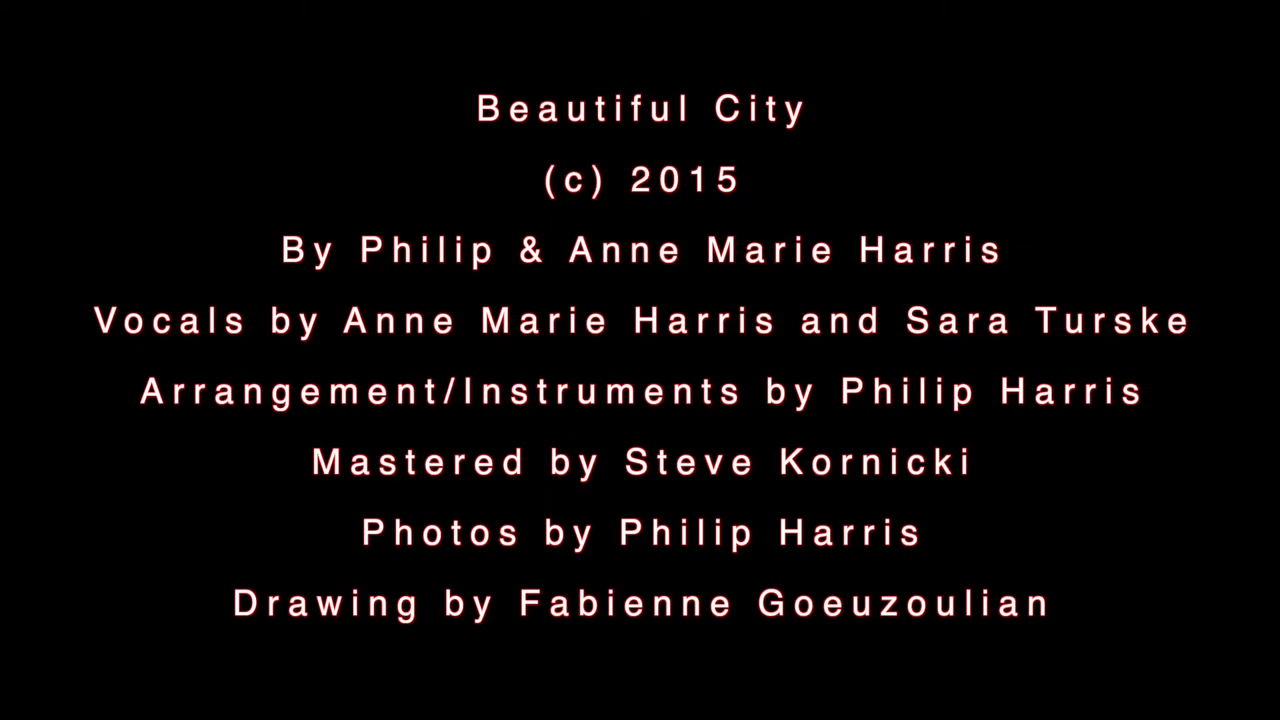 Beautiful City
(c) 2015
By Philip & Anne Marie Harris
Vocals by Anne Marie Harris and Sara Turske
Arrangement/Instruments by Philip Harris
Mastered by Steve Kornicki
Photos by Philip Harris
Drawing by Fabienne Goeuzoulian